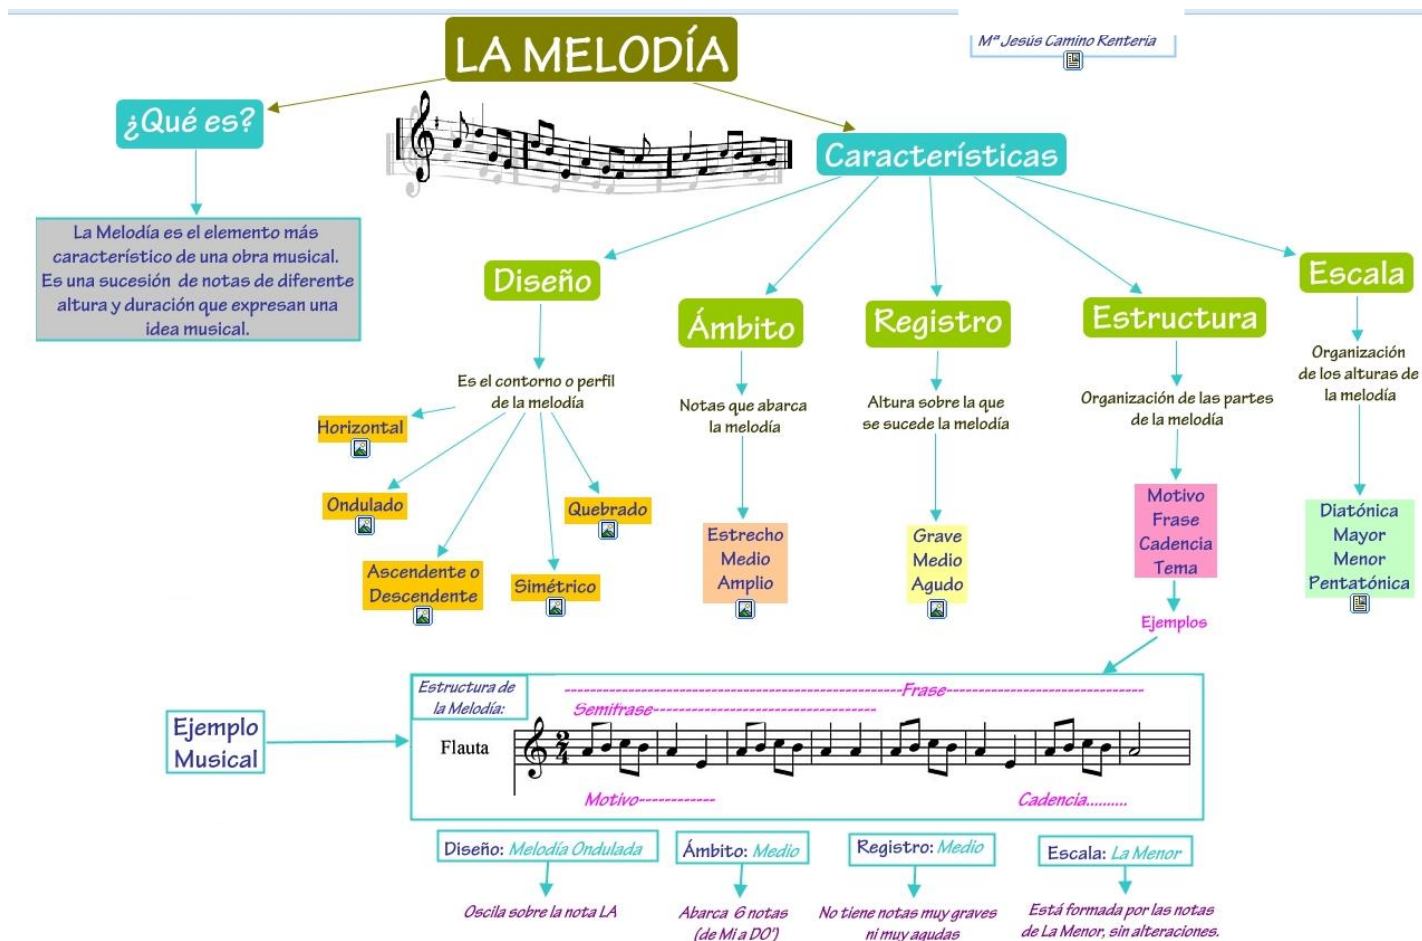 LA MELODÍA
Mª Jesús Camino Rentería
¿Qué es?
La Melodía es el elemento más
característico de una obra musical.
Es una sucesión de notas de diferente
altura y duración que expresan una
idea musical.
Características
Diseño
Es el contorno o perfil
de la melodía
Horizontal
Ondulado
Ascendente o
Descendente
Simétrico
Quebrado
Ámbito
Notas que abarca
la melodía
Estrecho
Medio
Amplio
Registro
Altura sobre la que
se sucede la melodía
Grave
Medio
Agudo
Estructura
Organización de las partes
de la melodía
Motivo
Frase
Cadencia
Tema
Ejemplos
Escala
Organización
de los alturas de
la melodía
Diatónica
Mayor
Menor
Pentatónica
Ejemplo
Musical
Estructura de
la Melodía:
Frase
Semifrase
Flauta
2
4
Motivo
Cadencia
Diseño: Melodía Ondulada
Oscila sobre la nota LA
Ámbito: Medio
Abarca 6 notas
(de Mi a DO')
Registro: Medio
No tiene notas muy graves
ni muy agudas
Escala: La Menor
Está formada por las notas
de La Menor, sin alteraciones.